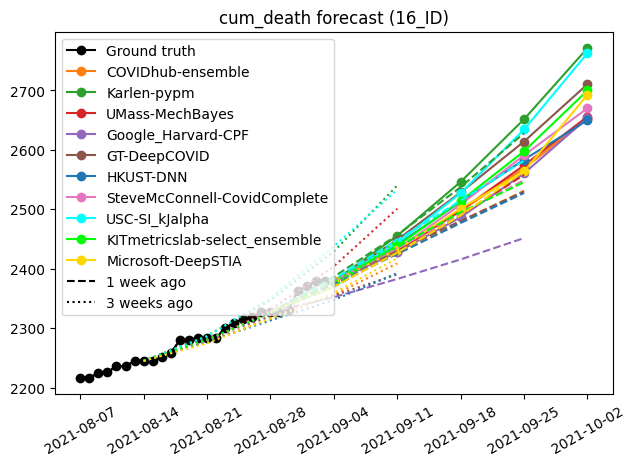 cum_death forecast (16_ID)
Ground truth
COVIDhub-ensemble
Karlen-pypm
UMass-MechBayes
Google_Harvard-CPF
GT-DeepCOVID
HKUST-DNN
SteveMcConnell-CovidComplete
USC-SI_kJalpha
KITmetricslab-select_ensemble
Microsoft-DeepSTIA
1 week ago
3 weeks ago
2700
2600
2500
2400
2300
2200
2021-08-07
2021-08-14
2021-08-21
2021-08-28
2021-09-04
2021-09-11
2021-09-18
2021-09-25
2021-10-02